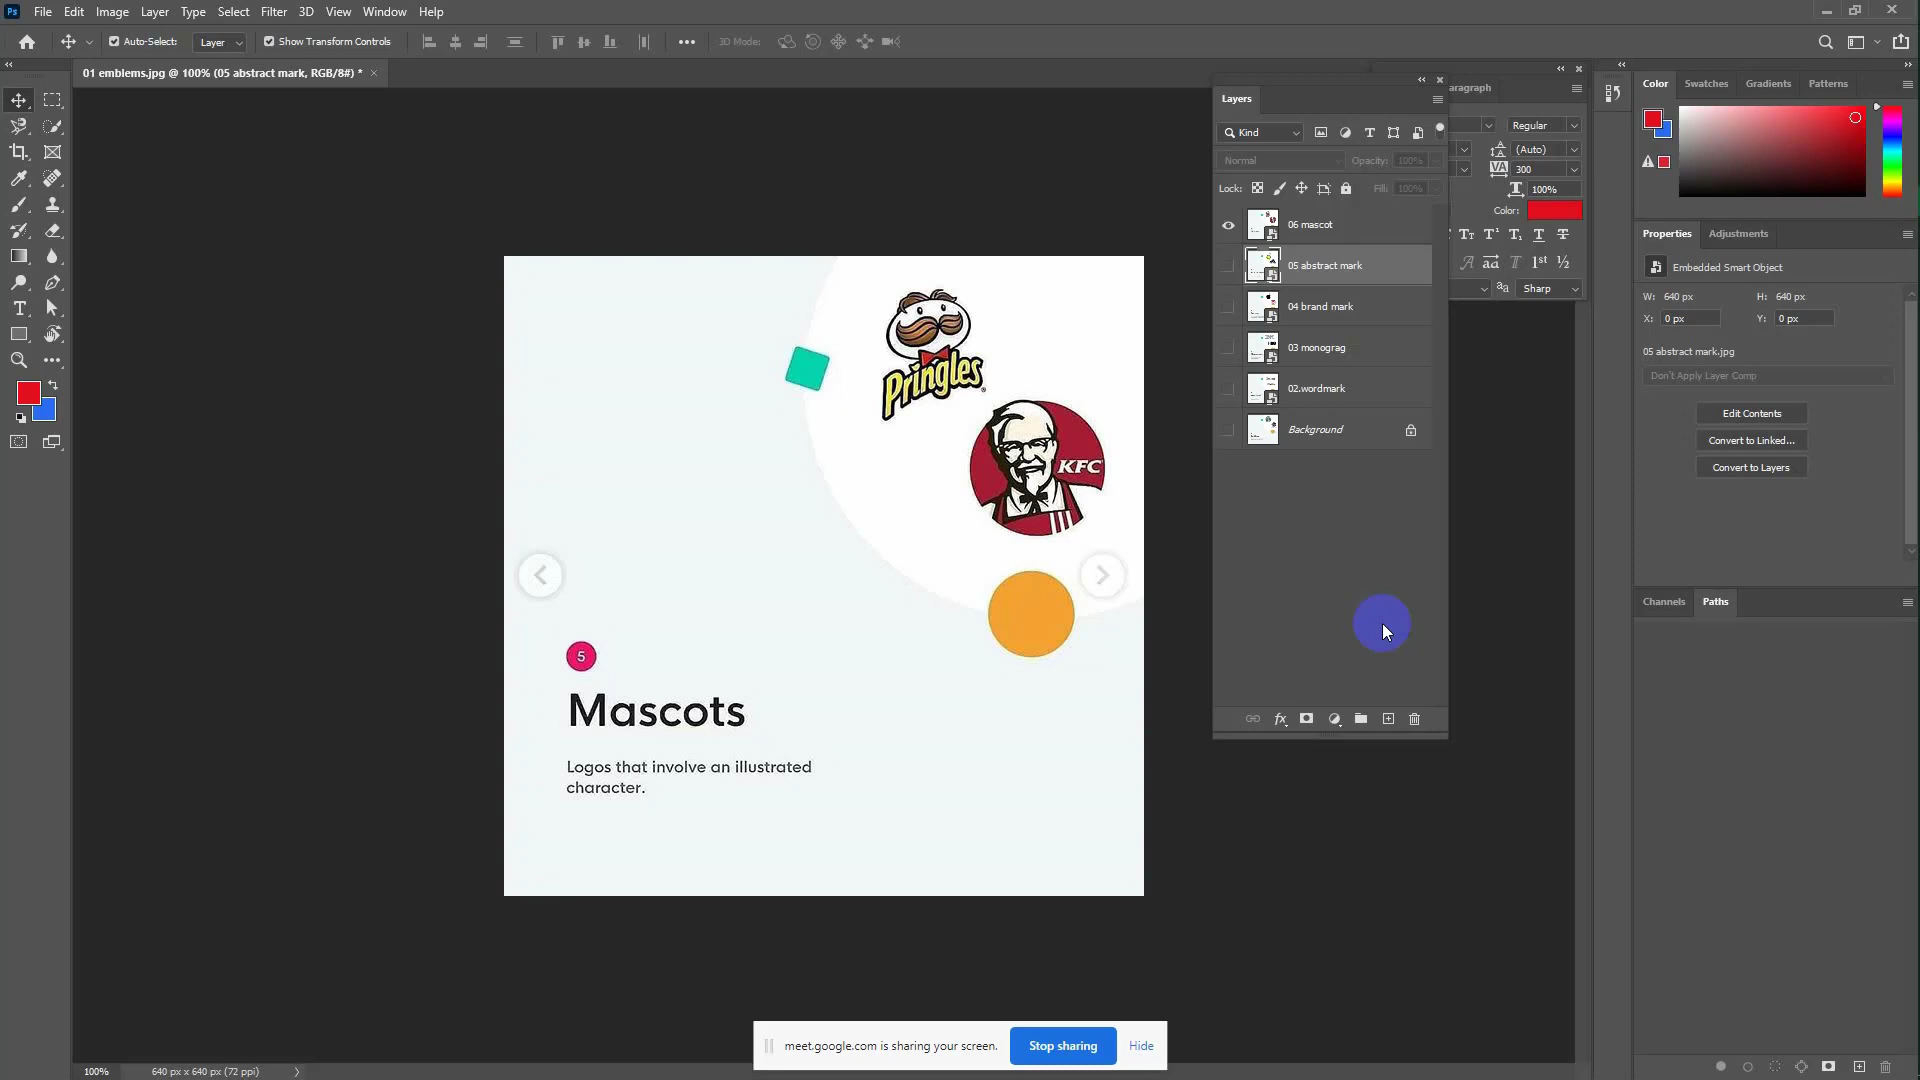 Ps File Edit Image Layer Type Select Filter 3D View Window Help
Auto-Select: Layer Show Transform Controls 3D Mode:
01 emblems.jpg @ 100% (05 abstract mark, RGB/8#) *
Layers
Kind
Normal Opacity: 100%
Lock: Fill: 100%
06 mascot
05 abstract mark
04 brand mark
03 monograg
02.wordmark
Background
aragraph
Regular
(Auto)
300
100%
Color:
Sharp
Color Swatches Gradients Patterns
Properties Adjustments
Embedded Smart Object
W: 640 px H: 640 px
X: 0 px Y: 0 px
05 abstract mark.jpg
Don't Apply Layer Comp
Edit Contents
Convert to Linked...
Convert to Layers
Channels Paths
Pringles
KFC
5
Mascots
Logos that involve an illustrated
character.
meet.google.com is sharing your screen. Stop sharing Hide
100% 640 px x 640 px (72 ppi)